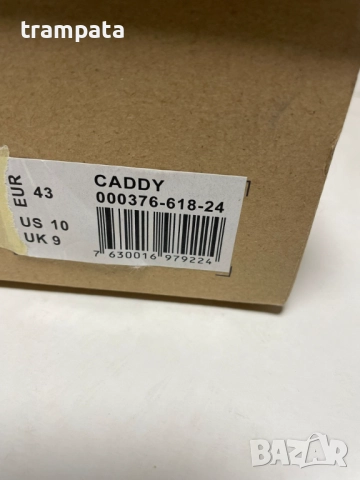 trampata
EUR 43
US 10
UK 9
CADDY
000376-618-24
7 630016 979224
BAZAR